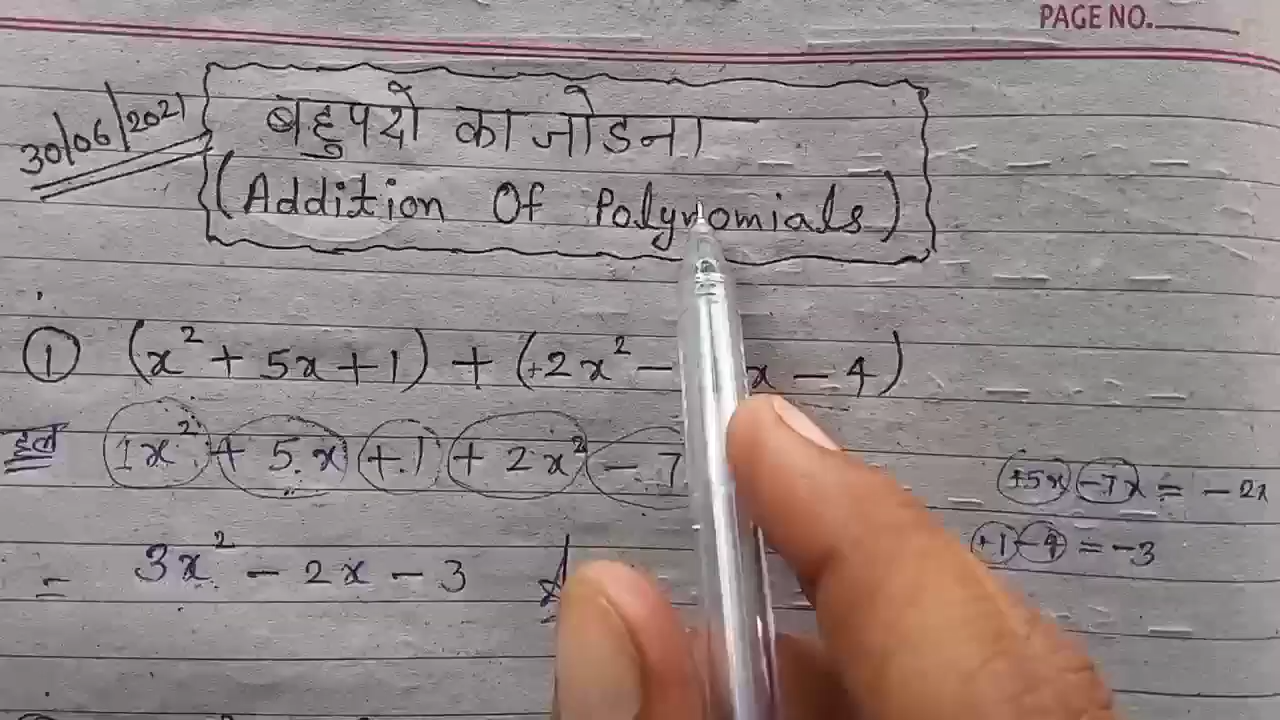 PAGE NO.
30/06/2021
बहुपदो का जोडना
(Addition Of Polynomials)
① (x² + 5x + 1) + (+2x² - x - 4)
हल 1x² + 5x + 1 + 2x² - 7
+5x - 7x = - 2x
+1 - 4 = -3
= 3x² - 2x - 3